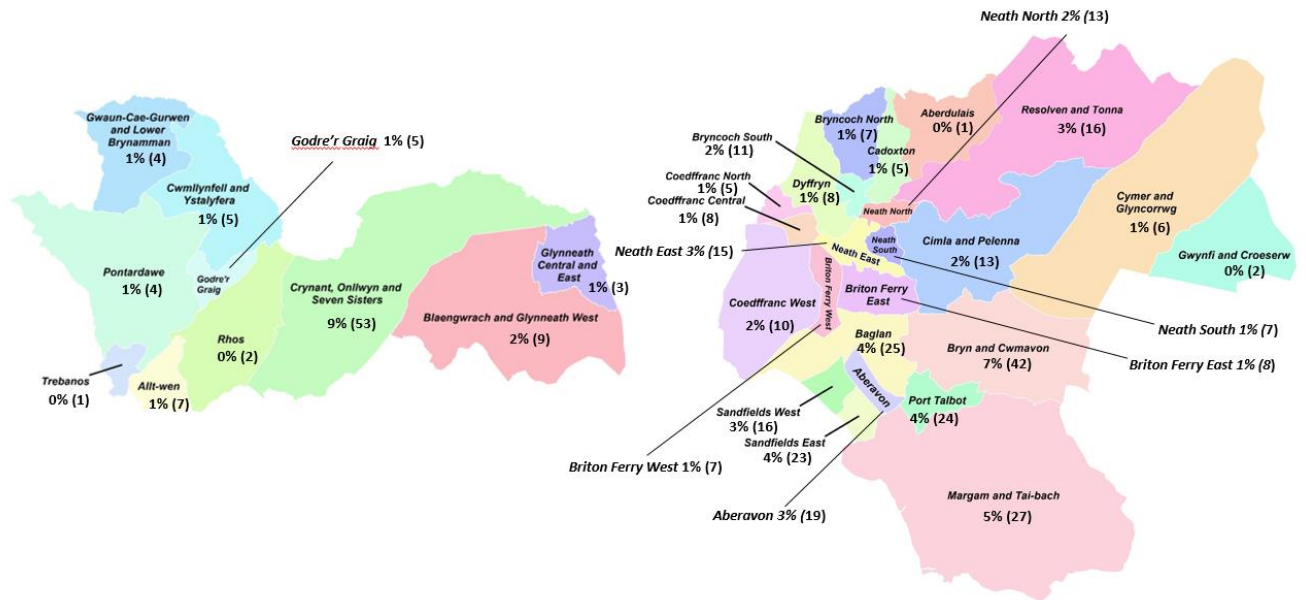 Gwaun-Cae-Gurwen
and Lower
Brynamman
1% (4)
Godre'r Graig 1% (5)
Cwmllynfell and
Ystalyfera
1% (5)
Pontardawe
1% (4)
Godre'r
Graig
Rhos
0% (2)
Crynant, Onllwyn and
Seven Sisters
9% (53)
Glynneath
Central and
East
1% (3)
Blaengwrach and Glynneath West
2% (9)
Trebanos
0% (1)
Allt-wen
1% (7)
Neath North 2% (13)
Bryncoch North
1% (7)
Aberdulais
0% (1)
Resolven and Tonna
3% (16)
Bryncoch South
2% (11)
Cadoxton
1% (5)
Coedffranc North
1% (5)
Coedffranc Central
1% (8)
Dyffryn
1% (8)
Neath North
Cymer and
Glyncorrwg
1% (6)
Neath East 3% (15)
Neath East
Neath
South
Cimla and Pelenna
2% (13)
Gwynfi and Croeserw
0% (2)
Coedffranc West
2% (10)
Briton Ferry West
Briton Ferry
East
Neath South 1% (7)
Baglan
4% (25)
Bryn and Cwmavon
7% (42)
Briton Ferry East 1% (8)
Aberavon
Port Talbot
4% (24)
Sandfields West
3% (16)
Sandfields East
4% (23)
Briton Ferry West 1% (7)
Aberavon 3% (19)
Margam and Tai-bach
5% (27)